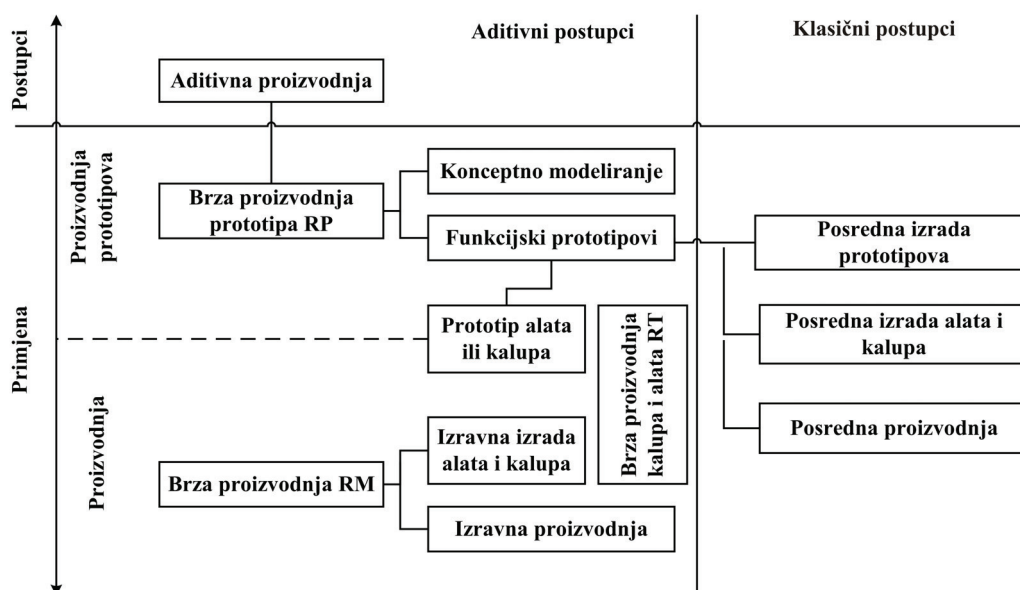 Aditivni postupci
Klasični postupci
Postupci
Aditivna proizvodnja
Proizvodnja
prototipova
Konceptno modeliranje
Brza proizvodnja
prototipa RP
Funkcijski prototipovi
Posredna izrada
prototipova
Primjena
Prototip alata
ili kalupa
Brza proizvodnja
kalupa i alata RT
Posredna izrada alata i
kalupa
Proizvodnja
Izravna izrada
alata i kalupa
Posredna proizvodnja
Brza proizvodnja RM
Izravna proizvodnja